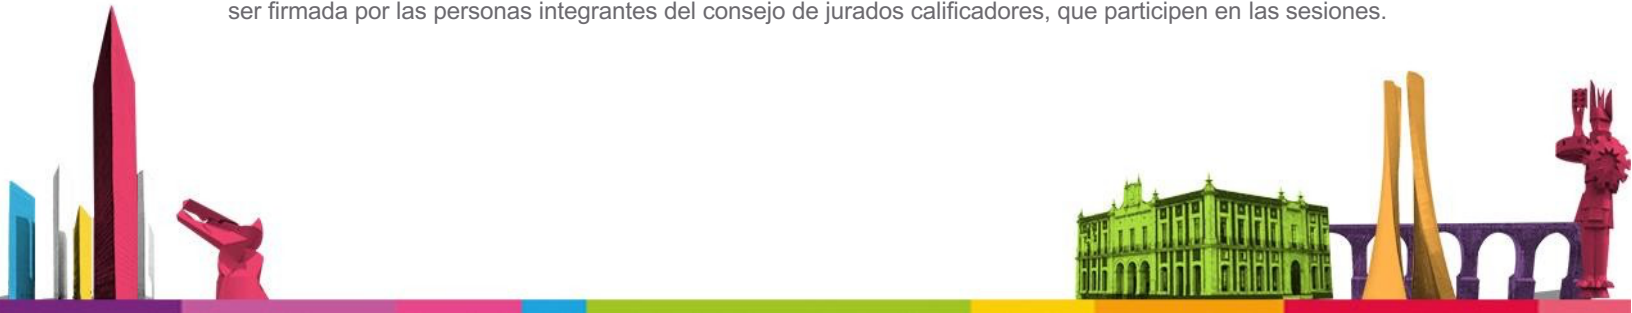 ser firmada por las personas integrantes del consejo de jurados calificadores, que participen en las sesiones.